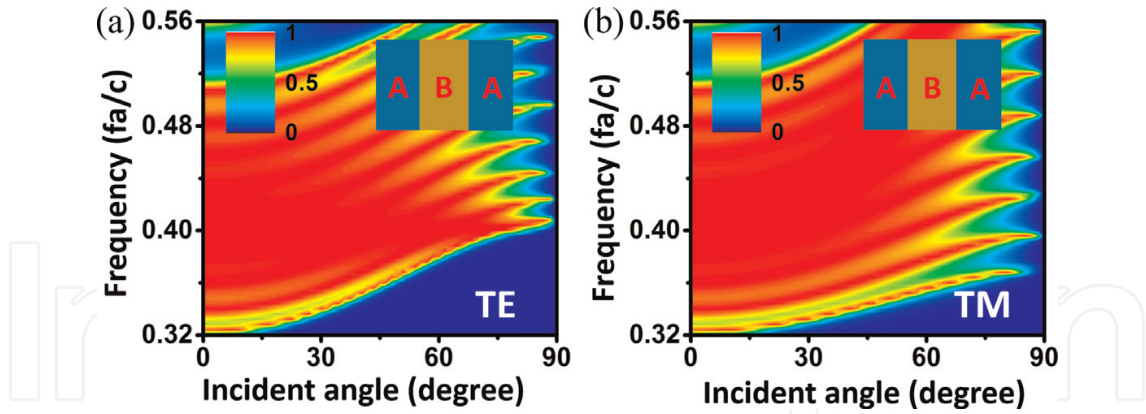 (a)
0.56
0.48
0.40
0.32
Frequency (fa/c)
1
0.5
0
A B A
TE
0 30 60 90
Incident angle (degree)
(b)
0.56
0.48
0.40
0.32
Frequency (fa/c)
1
0.5
0
A B A
TM
0 30 60 90
Incident angle (degree)